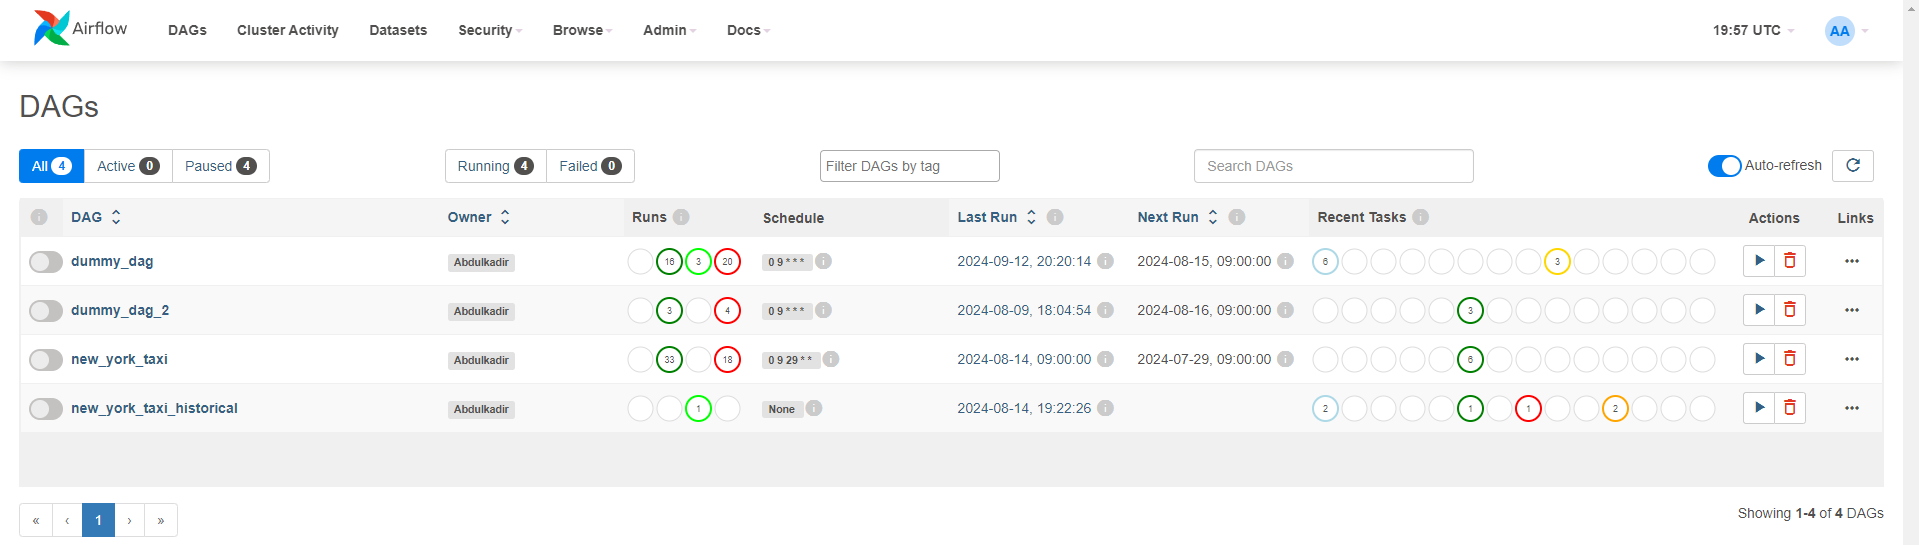 Airflow DAGs Cluster Activity Datasets Security Browse Admin Docs 19:57 UTC AA
DAGs
All 4 Active 0 Paused 4 Running 4 Failed 0 Filter DAGs by tag Search DAGs Auto-refresh
i DAG Owner Runs i Schedule Last Run i Next Run i Recent Tasks i Actions Links
dummy_dag Abdulkadir 16 3 20 0 9 * * * i 2024-09-12, 20:20:14 i 2024-08-15, 09:00:00 i 6 3
dummy_dag_2 Abdulkadir 3 4 0 9 * * * i 2024-08-09, 18:04:54 i 2024-08-16, 09:00:00 i 3
new_york_taxi Abdulkadir 33 18 0 9 29 * * i 2024-08-14, 09:00:00 i 2024-07-29, 09:00:00 i 6
new_york_taxi_historical Abdulkadir 1 None i 2024-08-14, 19:22:26 i 2 1 1 2
« ‹ 1 › » Showing 1-4 of 4 DAGs